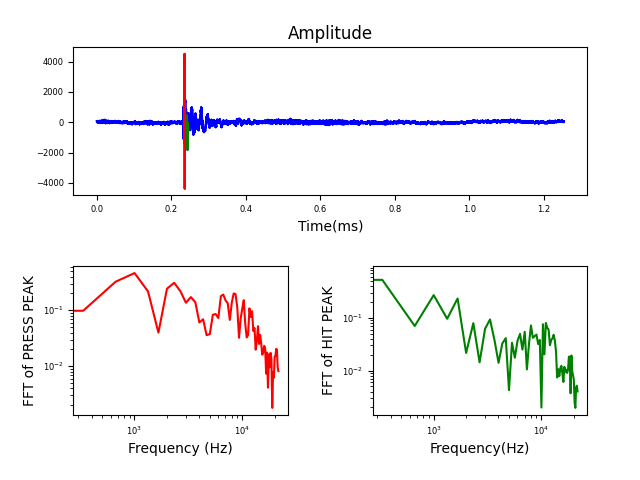 Amplitude
4000
2000
0
−2000
−4000
0.0 0.2 0.4 0.6 0.8 1.0 1.2
Time(ms)
FFT of PRESS PEAK
10⁻¹
10⁻²
10³ 10⁴
Frequency (Hz)
FFT of HIT PEAK
10⁻¹
10⁻²
10³ 10⁴
Frequency(Hz)